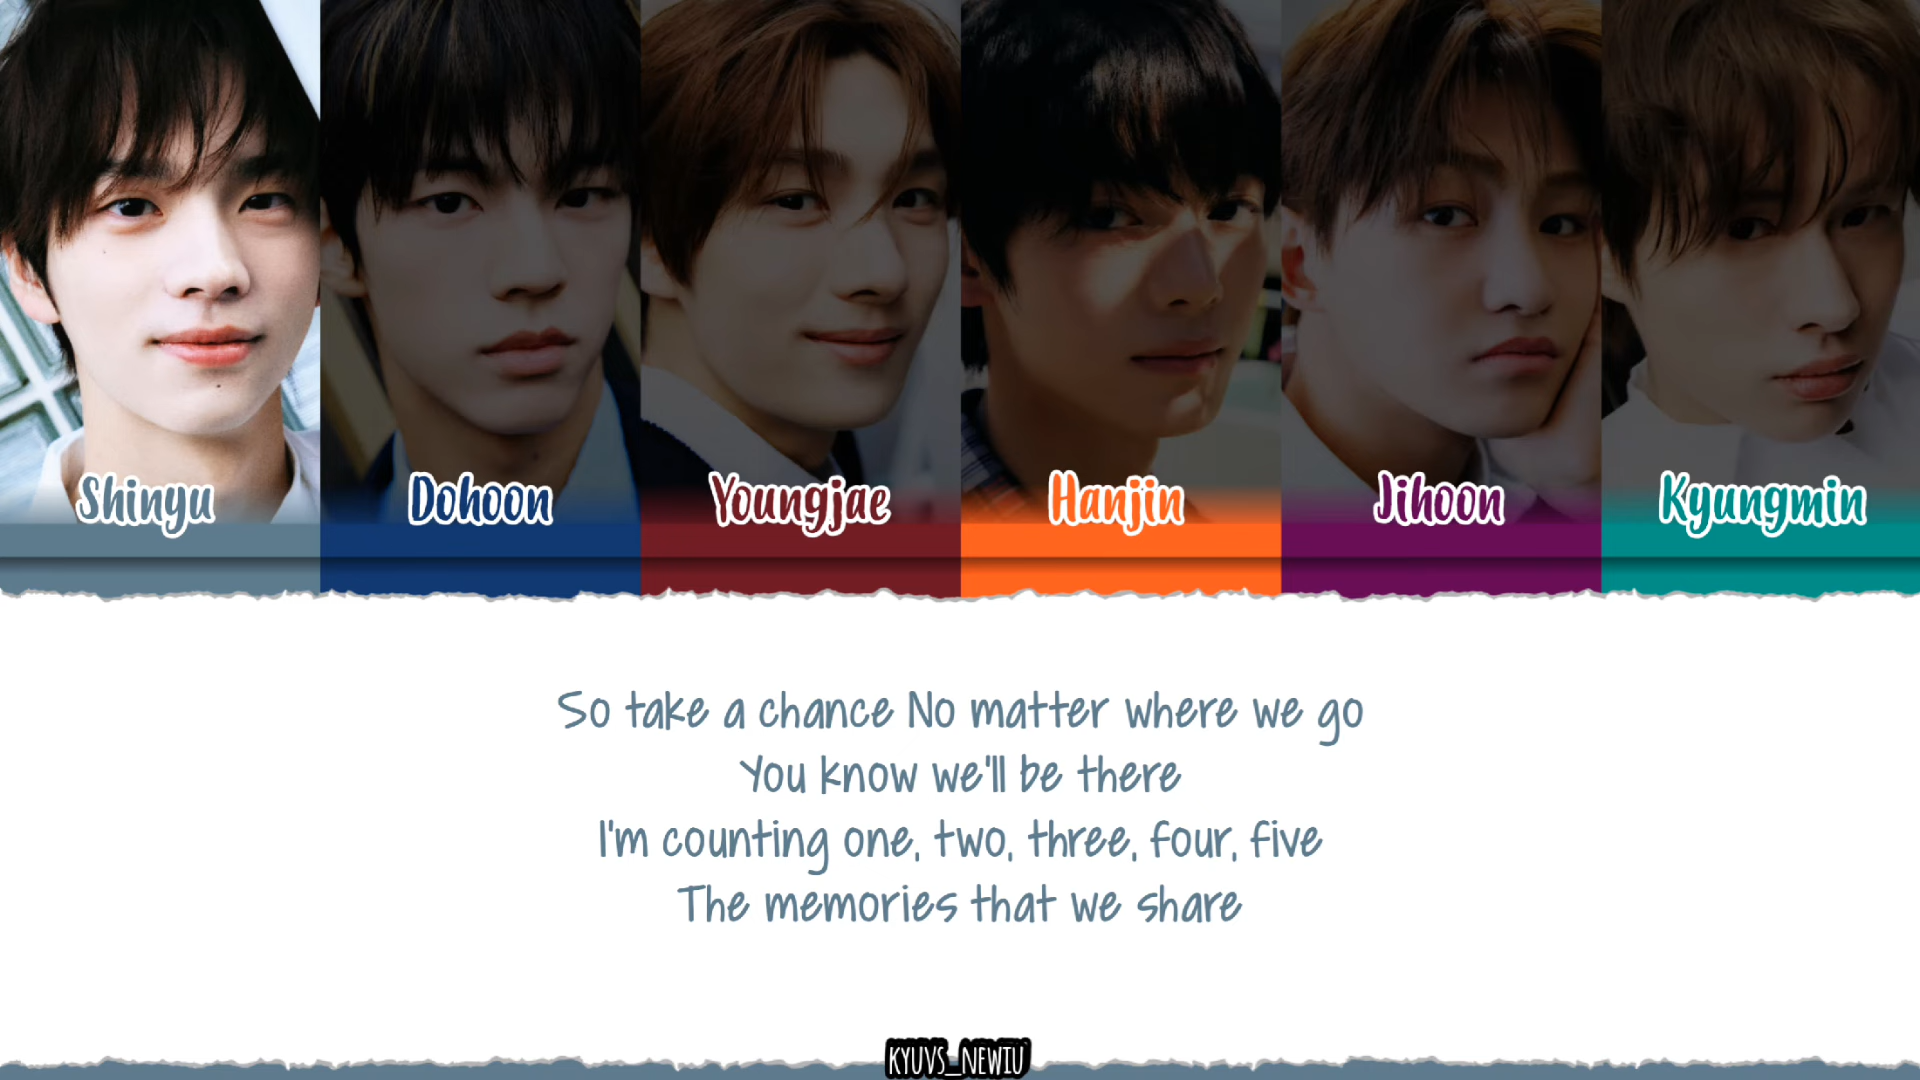 Shinyu Dohoon Youngjae Hanjin Jihoon Kyungmin
So take a chance No matter where we go
You know we'll be there
I'm counting one, two, three, four, five
The memories that we share
KYUVS_NEWIU